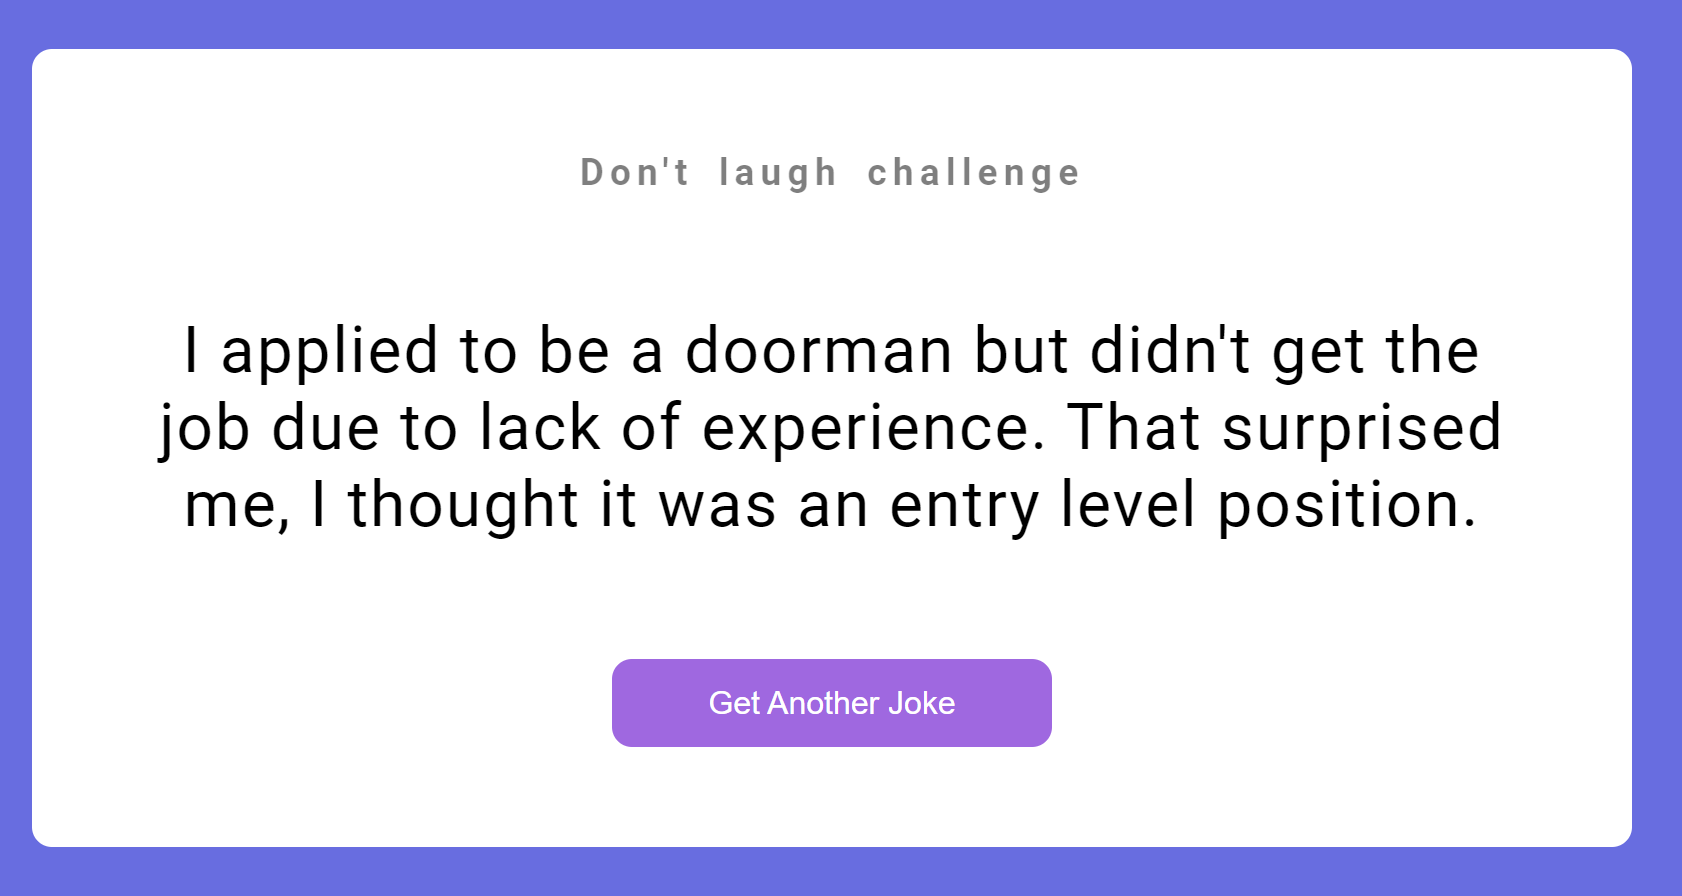 Don't laugh challenge
I applied to be a doorman but didn't get the
job due to lack of experience. That surprised
me, I thought it was an entry level position.
Get Another Joke